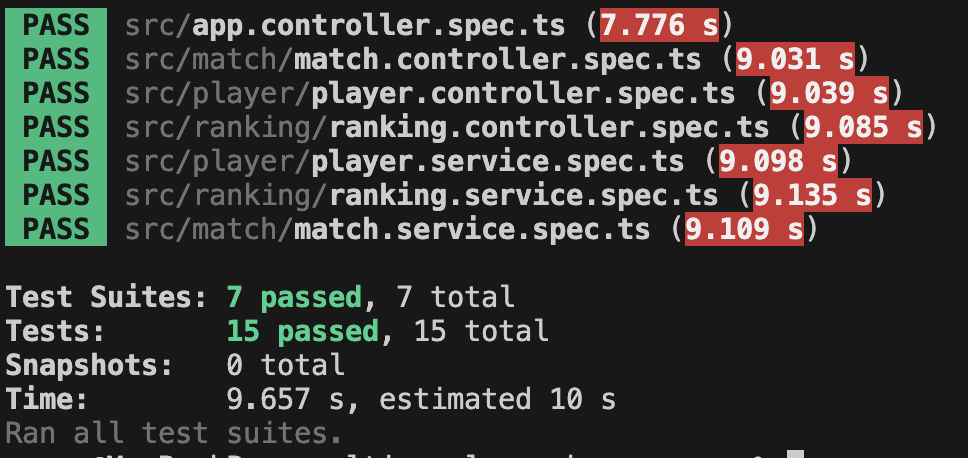 PASS src/app.controller.spec.ts (7.776 s)
PASS src/match/match.controller.spec.ts (9.031 s)
PASS src/player/player.controller.spec.ts (9.039 s)
PASS src/ranking/ranking.controller.spec.ts (9.085 s)
PASS src/player/player.service.spec.ts (9.098 s)
PASS src/ranking/ranking.service.spec.ts (9.135 s)
PASS src/match/match.service.spec.ts (9.109 s)
Test Suites: 7 passed, 7 total
Tests: 15 passed, 15 total
Snapshots: 0 total
Time: 9.657 s, estimated 10 s
Ran all test suites.